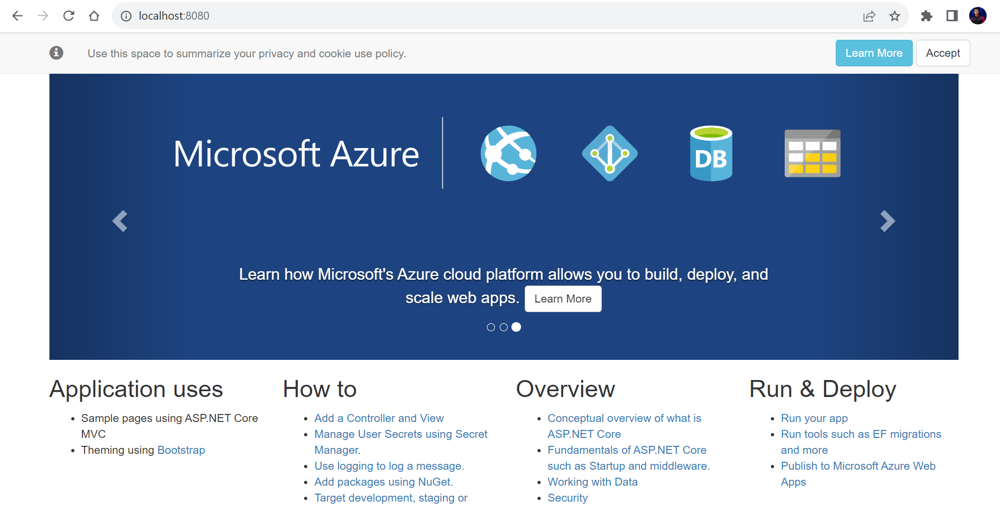 localhost:8080
Use this space to summarize your privacy and cookie use policy.
Learn More
Accept
Microsoft Azure
DB
Learn how Microsoft's Azure cloud platform allows you to build, deploy, and
scale web apps.
Learn More
Application uses
Sample pages using ASP.NET Core
MVC
Theming using Bootstrap
How to
Add a Controller and View
Manage User Secrets using Secret
Manager.
Use logging to log a message.
Add packages using NuGet.
Target development, staging or
Overview
Conceptual overview of what is
ASP.NET Core
Fundamentals of ASP.NET Core
such as Startup and middleware.
Working with Data
Security
Run & Deploy
Run your app
Run tools such as EF migrations
and more
Publish to Microsoft Azure Web
Apps